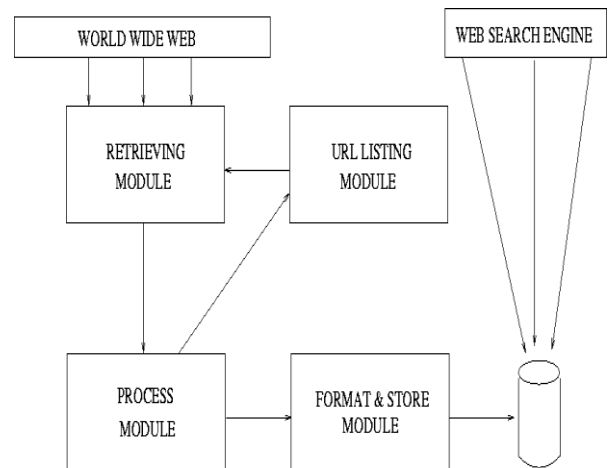 WORLD WIDE WEB
WEB SEARCH ENGINE
RETRIEVING
MODULE
URL LISTING
MODULE
PROCESS
MODULE
FORMAT & STORE
MODULE